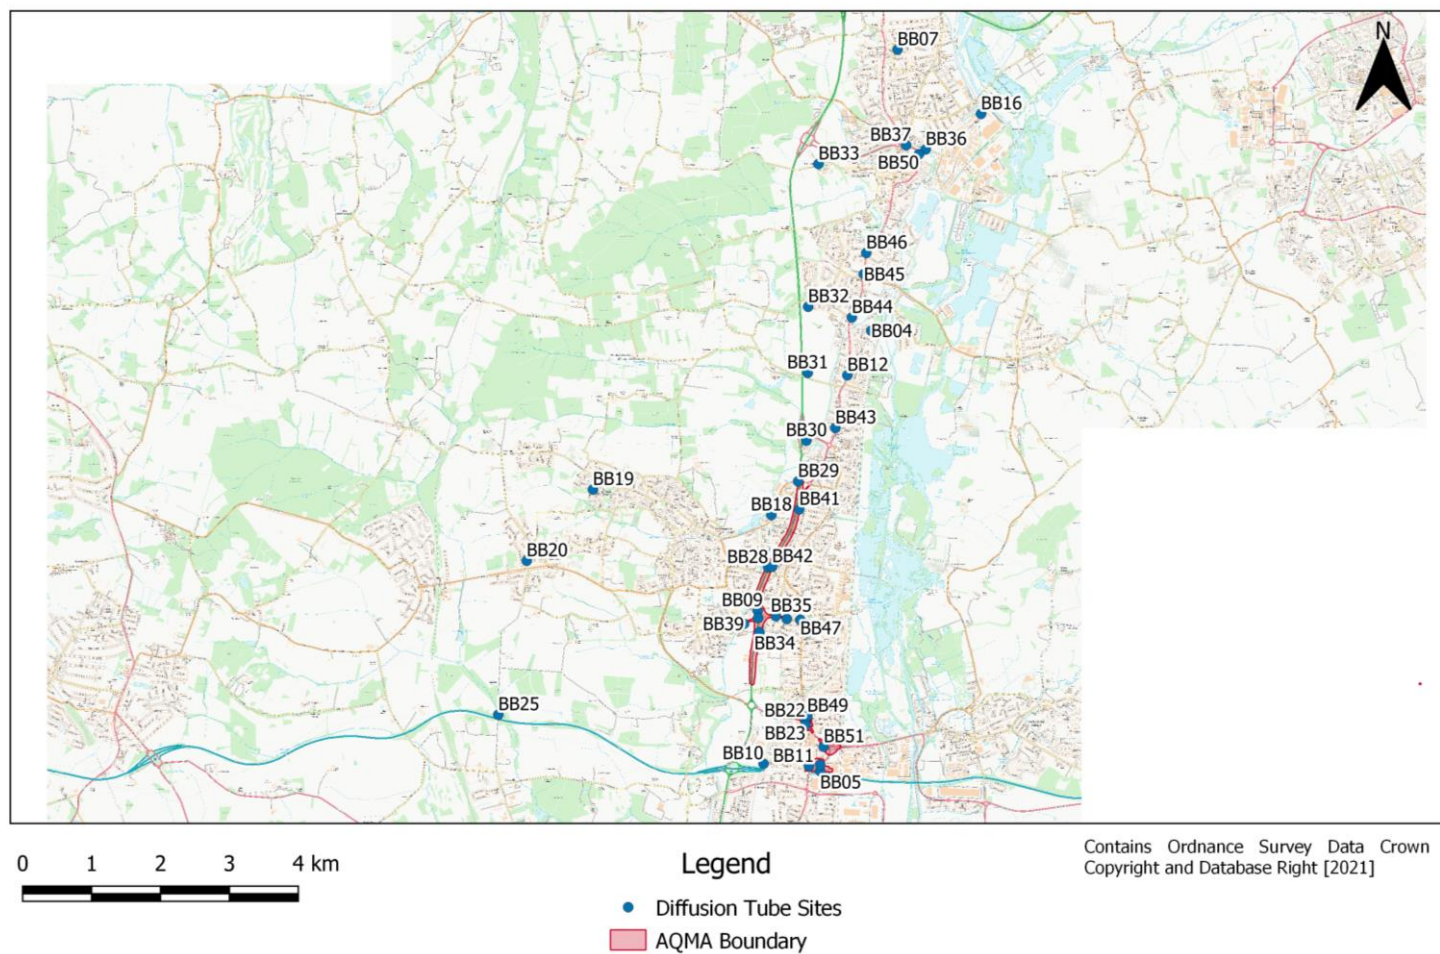 N
BB07
BB16
BB37
BB36
BB33
BB50
BB46
BB45
BB32
BB44
BB04
BB31
BB12
BB43
BB30
BB29
BB19
BB41
BB18
BB28
BB42
BB20
BB09
BB35
BB39
BB47
BB34
BB25
BB22
BB49
BB23
BB51
BB10
BB11
BB05
0 1 2 3 4 km
Legend
Diffusion Tube Sites
AQMA Boundary
Contains Ordnance Survey Data Crown
Copyright and Database Right [2021]